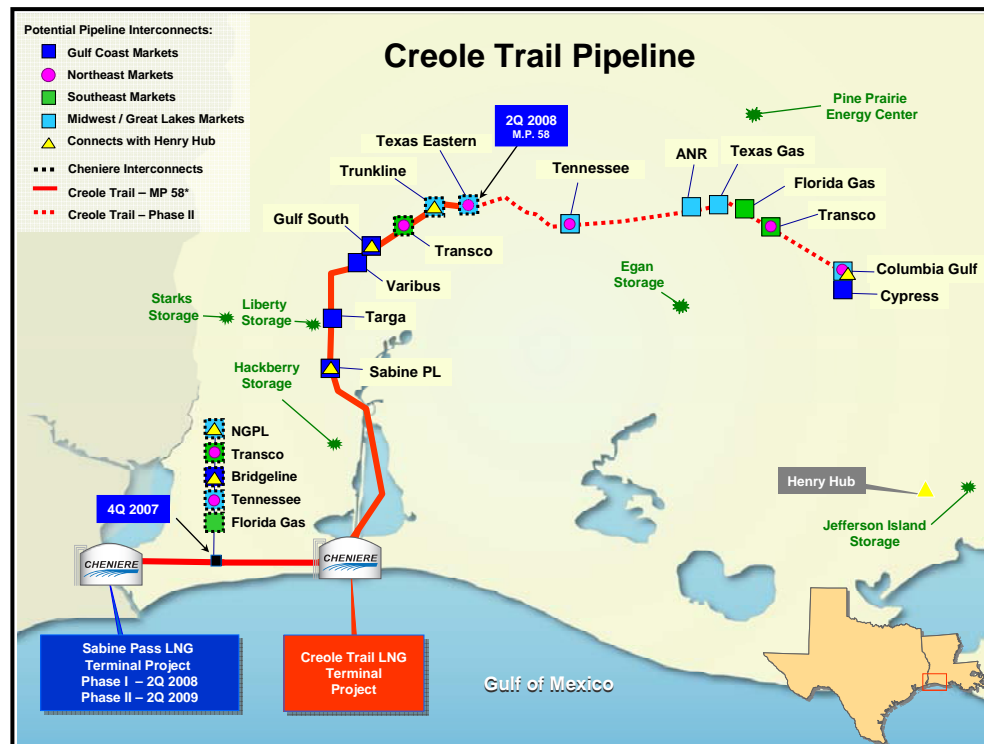 Creole Trail Pipeline
Potential Pipeline Interconnects:
Gulf Coast Markets
Northeast Markets
Southeast Markets
Midwest / Great Lakes Markets
Connects with Henry Hub
Cheniere Interconnects
Creole Trail – MP 58*
Creole Trail – Phase II
2Q 2008
M.P. 58
Pine Prairie
Energy Center
Texas Eastern
Trunkline
Gulf South
Tennessee
ANR
Texas Gas
Florida Gas
Transco
Transco
Varibus
Columbia Gulf
Cypress
Egan
Storage
Starks
Storage
Liberty
Storage
Targa
Hackberry
Storage
Sabine PL
NGPL
Transco
Bridgeline
Tennessee
Florida Gas
4Q 2007
Henry Hub
Jefferson Island
Storage
CHENIERE
CHENIERE
Sabine Pass LNG
Terminal Project
Phase I – 2Q 2008
Phase II – 2Q 2009
Creole Trail LNG
Terminal
Project
Gulf of Mexico